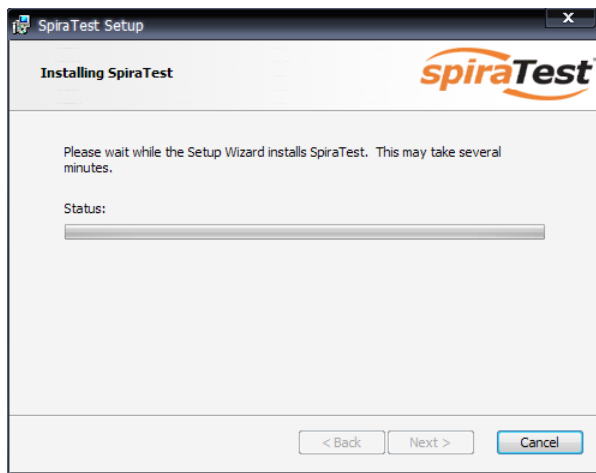 SpiraTest Setup
X
Installing SpiraTest
spiraTest
Please wait while the Setup Wizard installs SpiraTest. This may take several
minutes.
Status:
< Back
Next >
Cancel